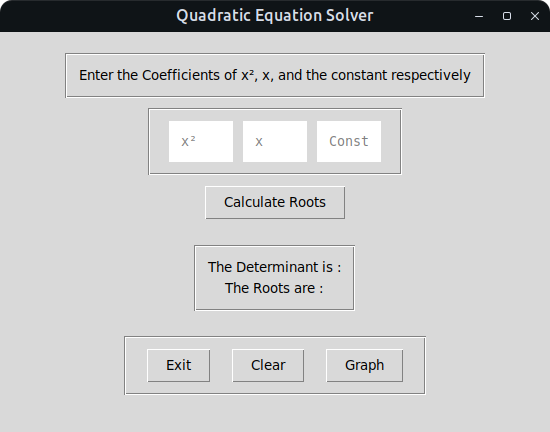 Quadratic Equation Solver
Enter the Coefficients of x², x, and the constant respectively
x² x Const
Calculate Roots
The Determinant is :
The Roots are :
Exit Clear Graph